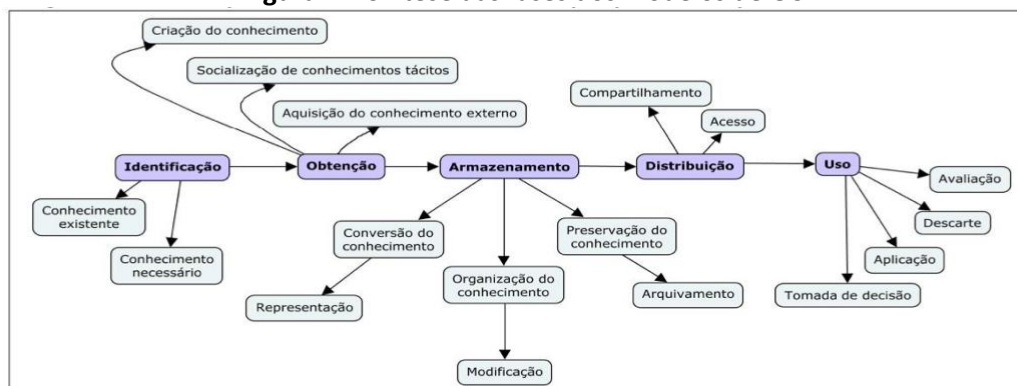 Criação do conhecimento
Socialização de conhecimentos tácitos
Aquisição do conhecimento externo
Compartilhamento
Acesso
Identificação
Obtenção
Armazenamento
Distribuição
Uso
Avaliação
Descarte
Aplicação
Tomada de decisão
Conhecimento
existente
Conhecimento
necessário
Conversão do
conhecimento
Representação
Organização do
conhecimento
Modificação
Preservação do
conhecimento
Arquivamento